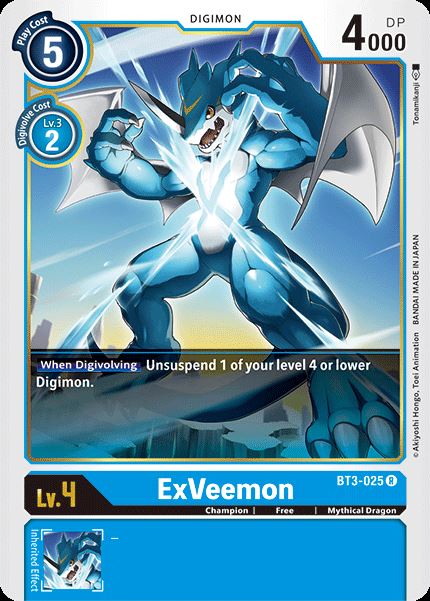 DIGIMON
Play Cost
5
DP
4000
Digivolve Cost
Lv.3
2
Tonamikanji
© Akiyoshi Hongo, Toei Animation BANDAI MADE IN JAPAN
When Digivolving Unsuspend 1 of your level 4 or lower
Digimon.
BT3-025 R
Lv.4 ExVeemon
Champion | Free | Mythical Dragon
Inherited Effect
–